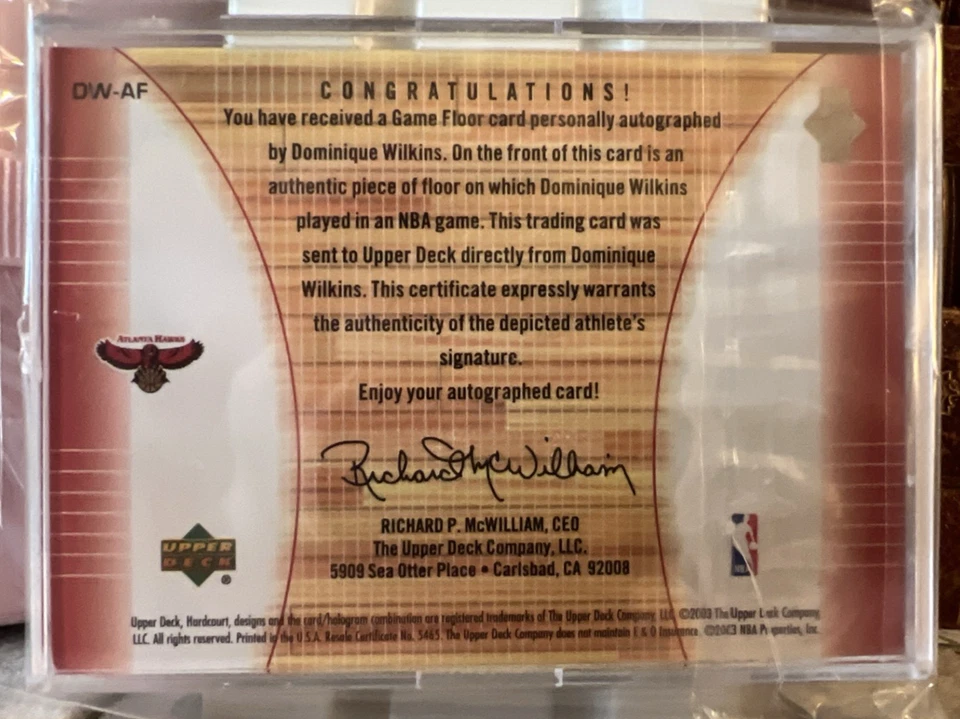 DW-AF
CONGRATULATIONS!
You have received a Game Floor card personally autographed
by Dominique Wilkins. On the front of this card is an
authentic piece of floor on which Dominique Wilkins
played in an NBA game. This trading card was
sent to Upper Deck directly from Dominique
Wilkins. This certificate expressly warrants
the authenticity of the depicted athlete's
signature.
Enjoy your autographed card!
ATLANTA HAWKS
Richard McWilliam
RICHARD P. McWILLIAM, CEO
The Upper Deck Company, LLC.
5909 Sea Otter Place • Carlsbad, CA 92008
UPPER
DECK
®
Upper Deck, Hardcourt, designs and the card/hologram combination are registered trademarks of The Upper Deck Company, LLC. ©2003 The Upper Deck Company,
LLC. All rights reserved. Printed in the U.S.A. Resale Certificate No. 5465. The Upper Deck Company does not maintain E & O Insurance. ©2003 NBA Properties, Inc.